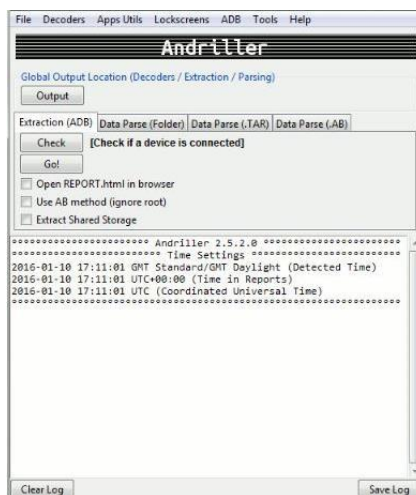 File Decoders Apps Utils Lockscreens ADB Tools Help
Andriller
Global Output Location (Decoders / Extraction / Parsing)
Output
Extraction (ADB) Data Parse (Folder) Data Parse (.TAR) Data Parse (.AB)
Check [Check if a device is connected]
Go!
Open REPORT.html in browser
Use AB method (ignore root)
Extract Shared Storage
************************ Andriller 2.5.2.0 ************************
************************** Time Settings **************************
2016-01-10 17:11:01 GMT Standard/GMT Daylight (Detected Time)
2016-01-10 17:11:01 UTC+00:00 (Time in Reports)
2016-01-10 17:11:01 UTC (Coordinated Universal Time)
********************************************************************
Clear Log Save Log